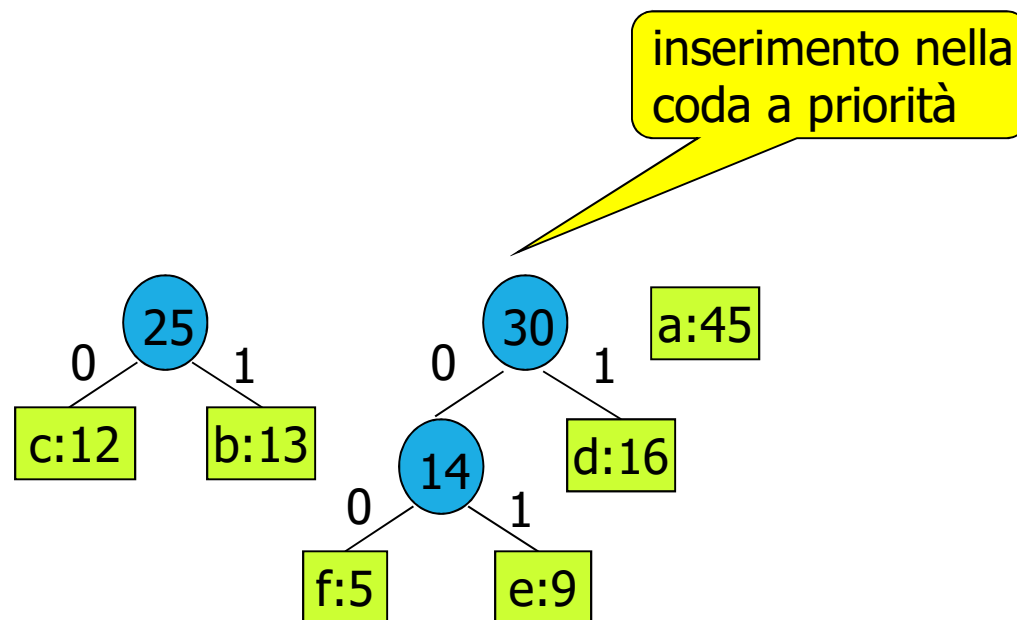 inserimento nella
coda a priorità
25
30
a:45
0
1
0
1
c:12
b:13
14
d:16
0
1
f:5
e:9